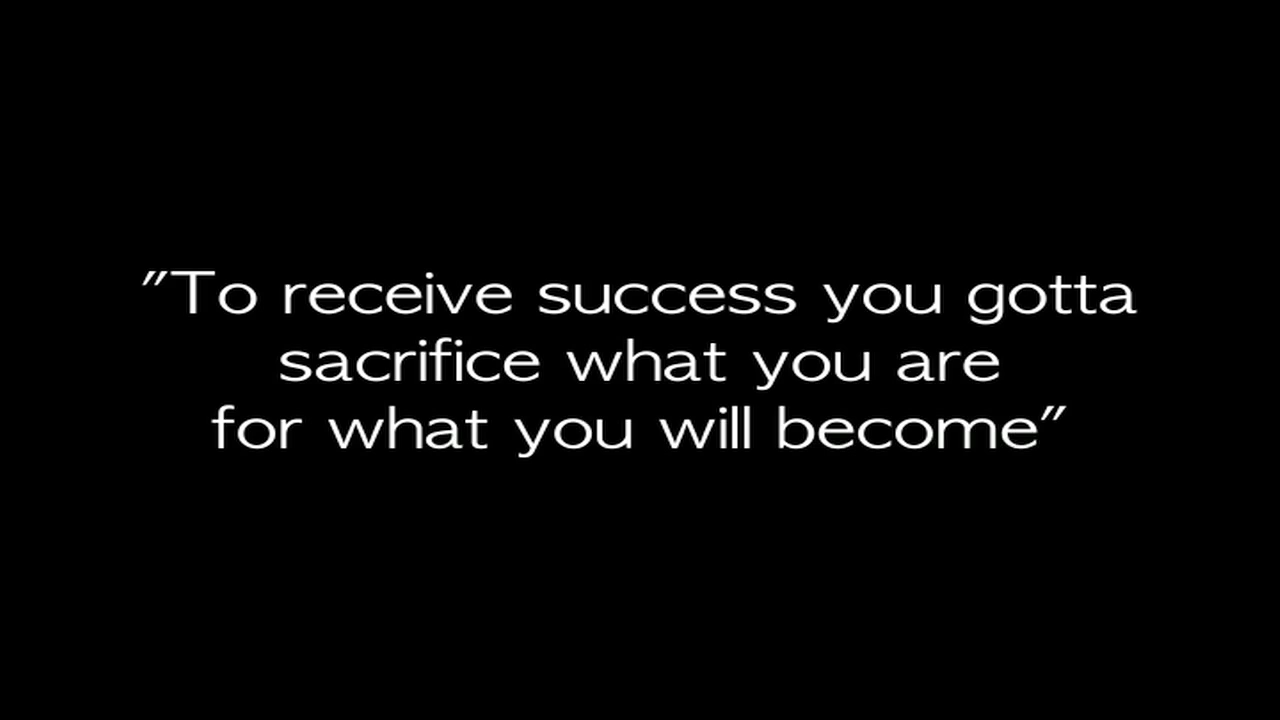 "To receive success you gotta
sacrifice what you are
for what you will become"